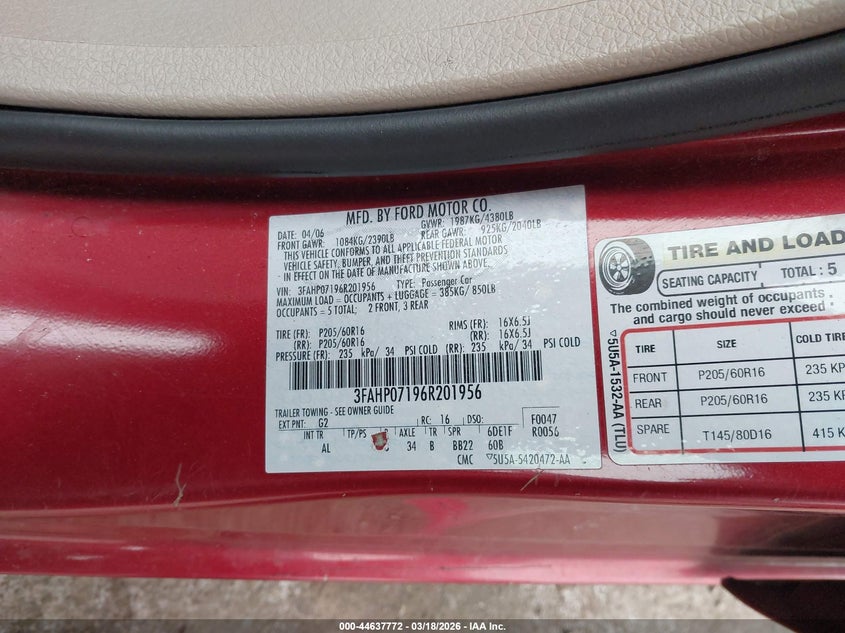 MFD. BY FORD MOTOR CO.
DATE: 04/06 GVWR: 1987KG/4380LB
FRONT GAWR: 1084KG/2390LB REAR GAWR: 925KG/2040LB
THIS VEHICLE CONFORMS TO ALL APPLICABLE FEDERAL MOTOR
VEHICLE SAFETY, BUMPER, AND THEFT PREVENTION STANDARDS
IN EFFECT ON THE DATE OF MANUFACTURE SHOWN ABOVE.
VIN: 3FAHP07196R201956 TYPE: Passenger Car
MAXIMUM LOAD = OCCUPANTS + LUGGAGE = 385KG/850LB
OCCUPANTS = 5 TOTAL; 2 FRONT, 3 REAR
TIRE (FR): P205/60R16 RIMS (FR): 16X6.5J
(RR): P205/60R16 (RR): 16X6.5J
PRESSURE (FR): 235 kPa/ 34 PSI COLD (RR): 235 kPa/ 34 PSI COLD
3FAHP07196R201956
TRAILER TOWING - SEE OWNER GUIDE
EXT PNT: G2 RC: 16 DSO: F0047
INT TR TP/PS AXLE TR SPR 6DE1F R0056
AL 34 B BB22 60B
CMC 5U5A-5420472-AA
TIRE AND LOAD
SEATING CAPACITY TOTAL : 5
The combined weight of occupants
and cargo should never exceed :
TIRE SIZE COLD TIRE
FRONT P205/60R16 235 KP
REAR P205/60R16 235 KP
SPARE T145/80D16 415 K
5U5A-1532-AA (TLU)
000-44637772 — 03/18/2026 — IAA Inc.